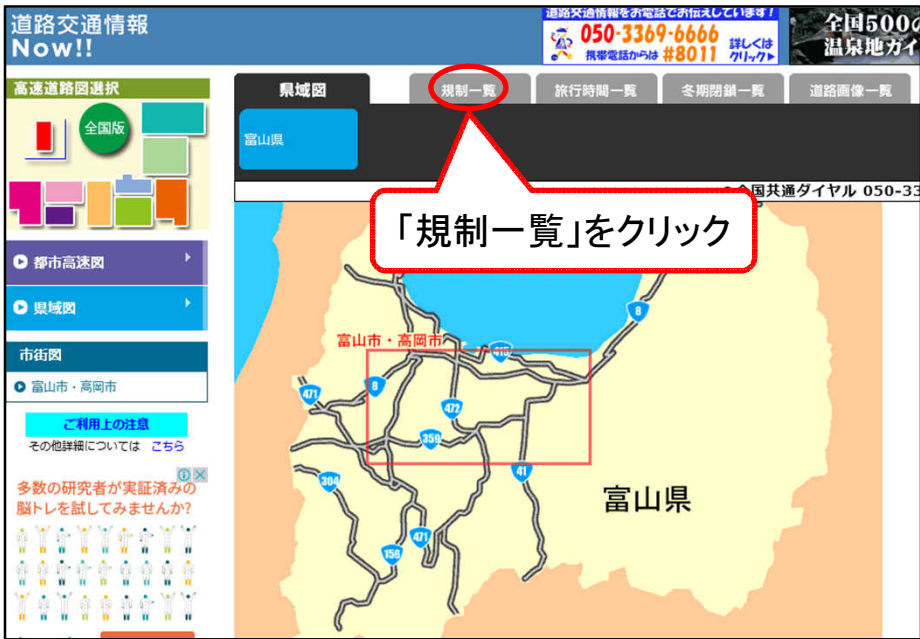 道路交通情報
Now!!
道路交通情報をお電話でお伝えしています!
050-3369-6666
携帯電話からは #8011
詳しくは
クリック▶
全国500の
温泉地ガイ
高速道路図選択
全国版
県域図
規制一覧
旅行時間一覧
冬期閉鎖一覧
道路画像一覧
富山県
全国共通ダイヤル 050-33
「規制一覧」をクリック
都市高速図
県域図
市街図
富山市・高岡市
ご利用上の注意
その他詳細については こちら
多数の研究者が実証済みの
脳トレを試してみませんか?
富山市・高岡市
8
415
471
8
472
359
304
41
471
156
富山県